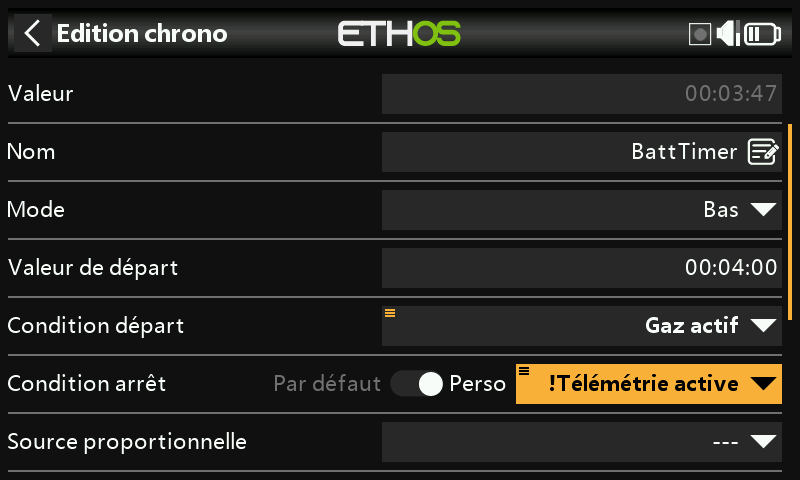 Edition chrono ETHOS
Valeur 00:03:47
Nom BattTimer
Mode Bas
Valeur de départ 00:04:00
Condition départ Gaz actif
Condition arrêt Par défaut Perso !Télémétrie active
Source proportionnelle ---